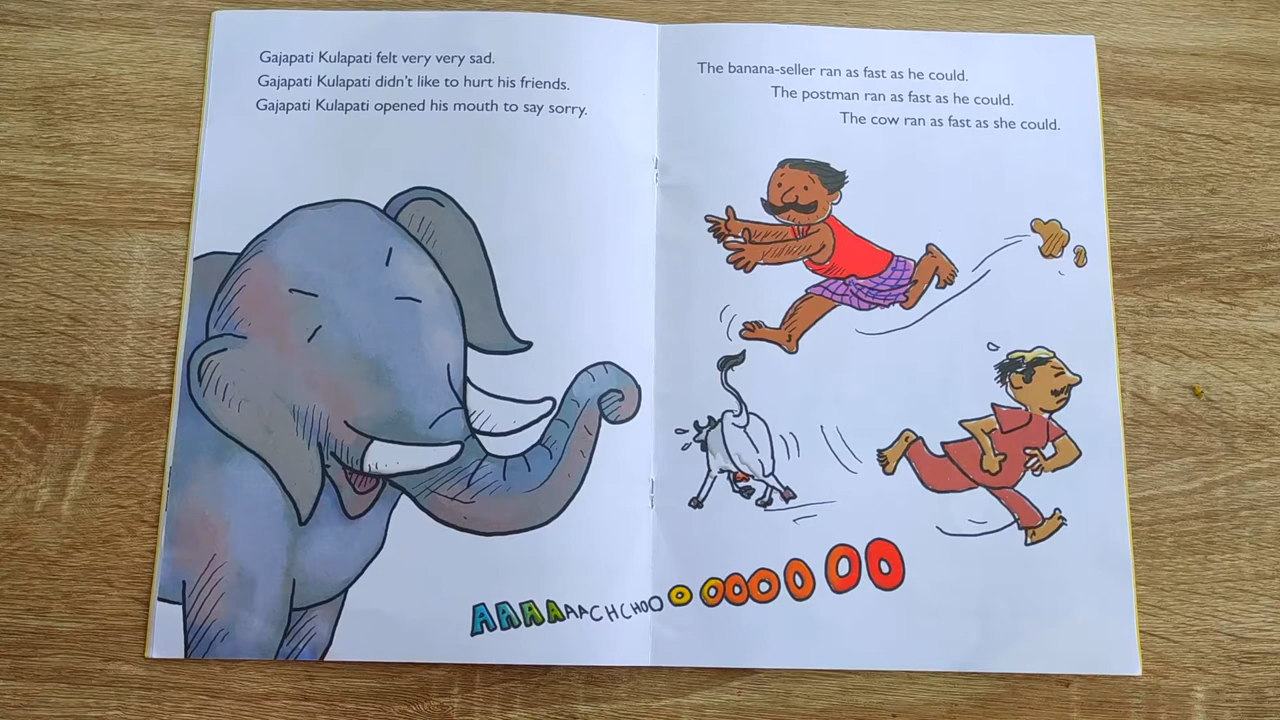 Gajapati Kulapati felt very very sad.
Gajapati Kulapati didn't like to hurt his friends.
Gajapati Kulapati opened his mouth to say sorry.
The banana-seller ran as fast as he could.
The postman ran as fast as he could.
The cow ran as fast as she could.
AAAAAACHCHOOOOOOOOO